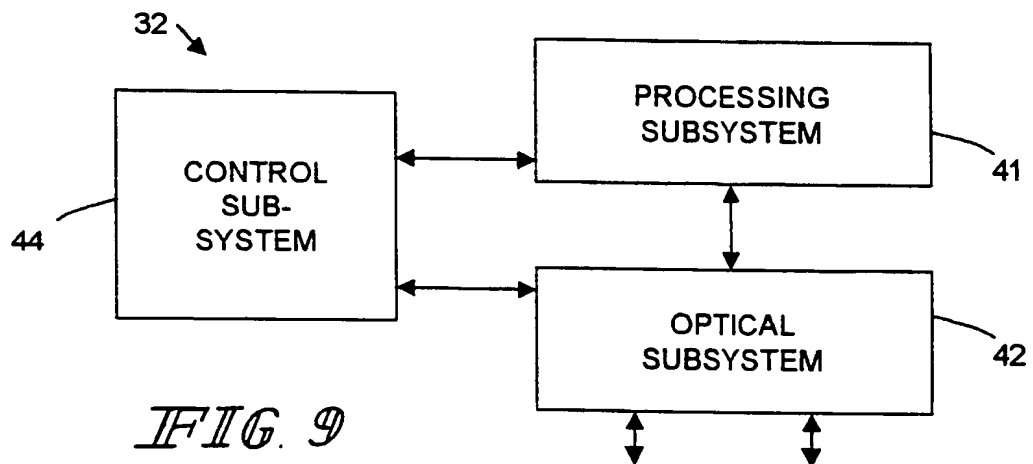 32
PROCESSING
SUBSYSTEM
41
CONTROL
SUB-
SYSTEM
44
OPTICAL
SUBSYSTEM
42
FIG. 9